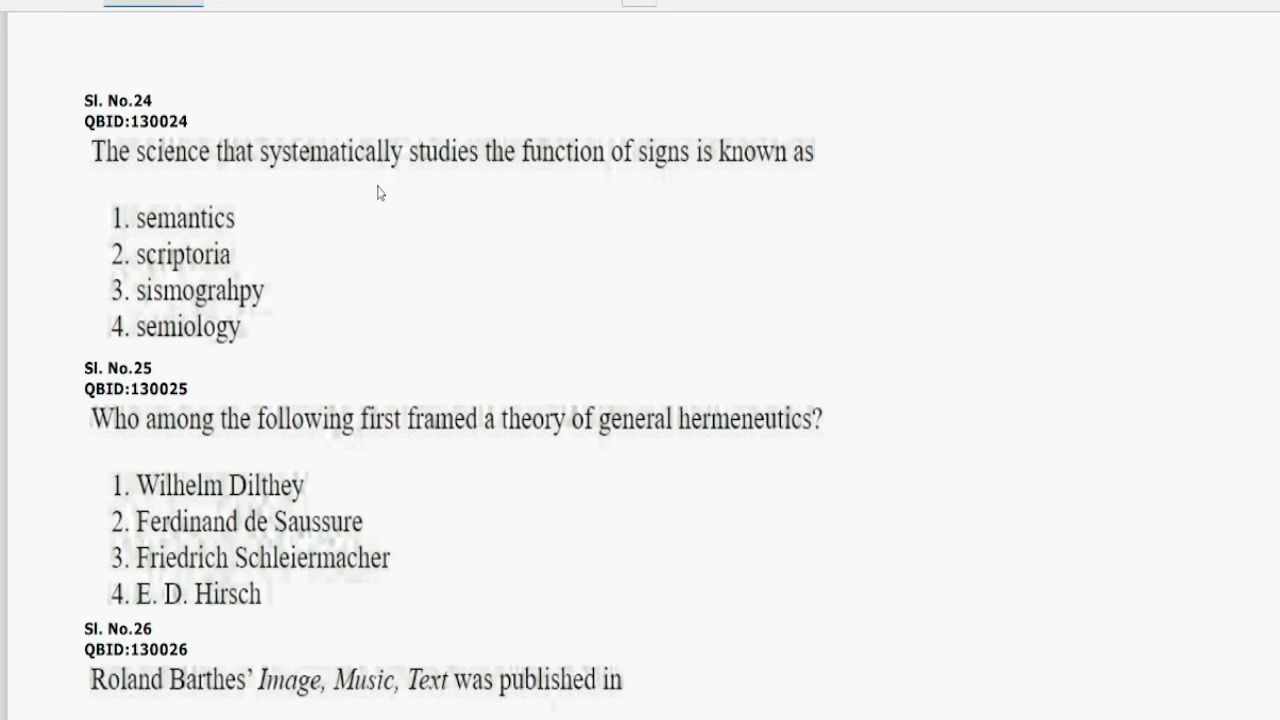 Sl. No.24
QBID:130024
The science that systematically studies the function of signs is known as
1. semantics
2. scriptoria
3. sismograhpy
4. semiology
Sl. No.25
QBID:130025
Who among the following first framed a theory of general hermeneutics?
1. Wilhelm Dilthey
2. Ferdinand de Saussure
3. Friedrich Schleiermacher
4. E. D. Hirsch
Sl. No.26
QBID:130026
Roland Barthes’ Image, Music, Text was published in